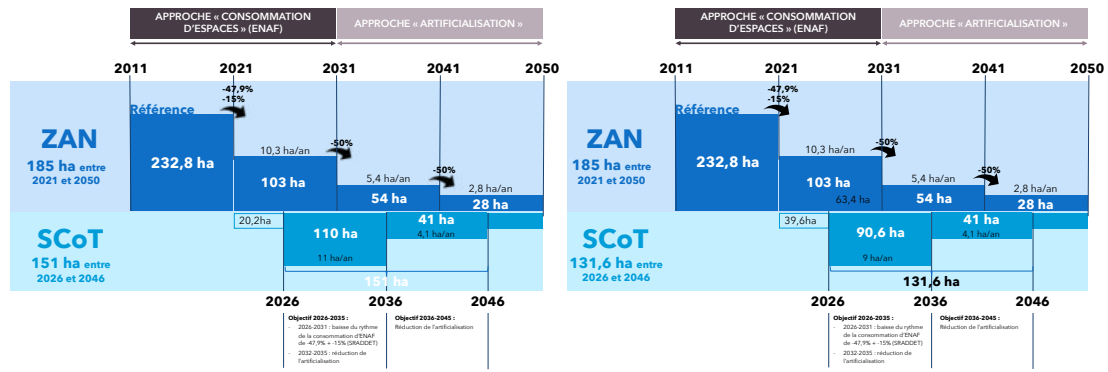 APPROCHE « CONSOMMATION
D'ESPACES » (ENAF)
APPROCHE « ARTIFICIALISATION »
2011
2021
2031
2041
2050
-47,9%
-15%
Référence
ZAN
185 ha entre
2021 et 2050
232,8 ha
10,3 ha/an
103 ha
-50%
5,4 ha/an
54 ha
-50%
2,8 ha/an
28 ha
SCoT
151 ha entre
2026 et 2046
20,2ha
110 ha
11 ha/an
41 ha
4,1 ha/an
151 ha
2026
2036
2046
Objectif 2026-2035 :
- 2026-2031 : baisse du rythme
de la consommation d'ENAF
de -47,9% + -15% (SRADDET)
- 2032-2035 : réduction de
l'artificialisation
Objectif 2036-2045 :
Réduction de l'artificialisation
APPROCHE « CONSOMMATION
D'ESPACES » (ENAF)
APPROCHE « ARTIFICIALISATION »
2011
2021
2031
2041
2050
-47,9%
-15%
Référence
ZAN
185 ha entre
2021 et 2050
232,8 ha
10,3 ha/an
103 ha
63,4 ha
-50%
5,4 ha/an
54 ha
-50%
2,8 ha/an
28 ha
SCoT
131,6 ha entre
2026 et 2046
39,6ha
90,6 ha
9 ha/an
41 ha
4,1 ha/an
131,6 ha
2026
2036
2046
Objectif 2026-2035 :
- 2026-2031 : baisse du rythme
de la consommation d'ENAF
de -47,9% + -15% (SRADDET)
- 2032-2035 : réduction de
l'artificialisation
Objectif 2036-2045 :
Réduction de l'artificialisation